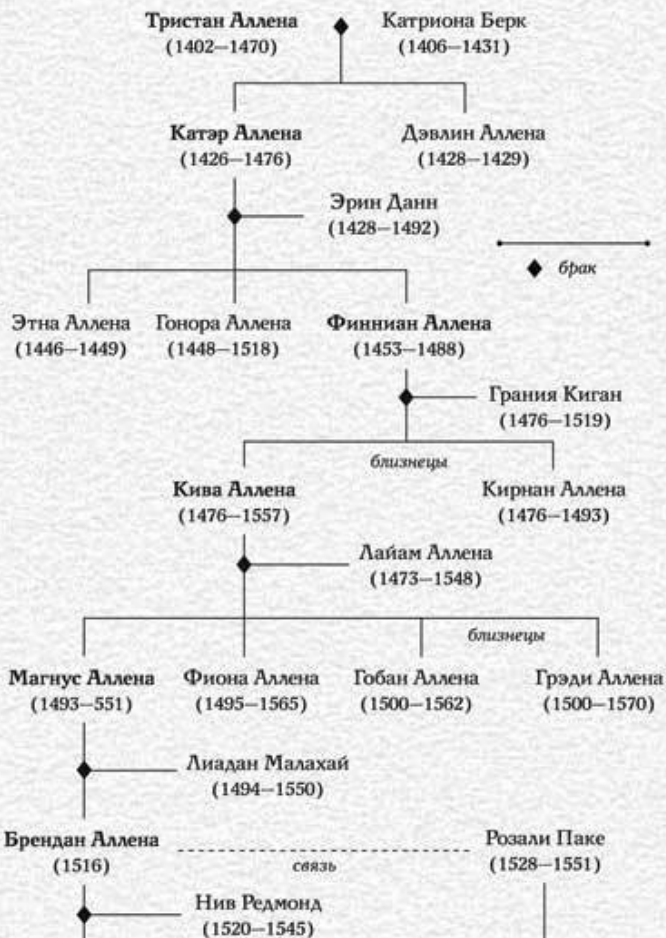 Тристан Аллена
(1402–1470)
Катриона Берк
(1406–1431)
Катэр Аллена
(1426–1476)
Дэвлин Аллена
(1428–1429)
Эрин Данн
(1428–1492)
брак
Этна Аллена
(1446–1449)
Гонора Аллена
(1448–1518)
Финниан Аллена
(1453–1488)
Грания Киган
(1476–1519)
близнецы
Кива Аллена
(1476–1557)
Кирнан Аллена
(1476–1493)
Лайам Аллена
(1473–1548)
близнецы
Магнус Аллена
(1493–551)
Фиона Аллена
(1495–1565)
Гобан Аллена
(1500–1562)
Грэди Аллена
(1500–1570)
Лиадан Малахай
(1494–1550)
Брендан Аллена
(1516)
связь
Розали Паке
(1528–1551)
Нив Редмонд
(1520–1545)